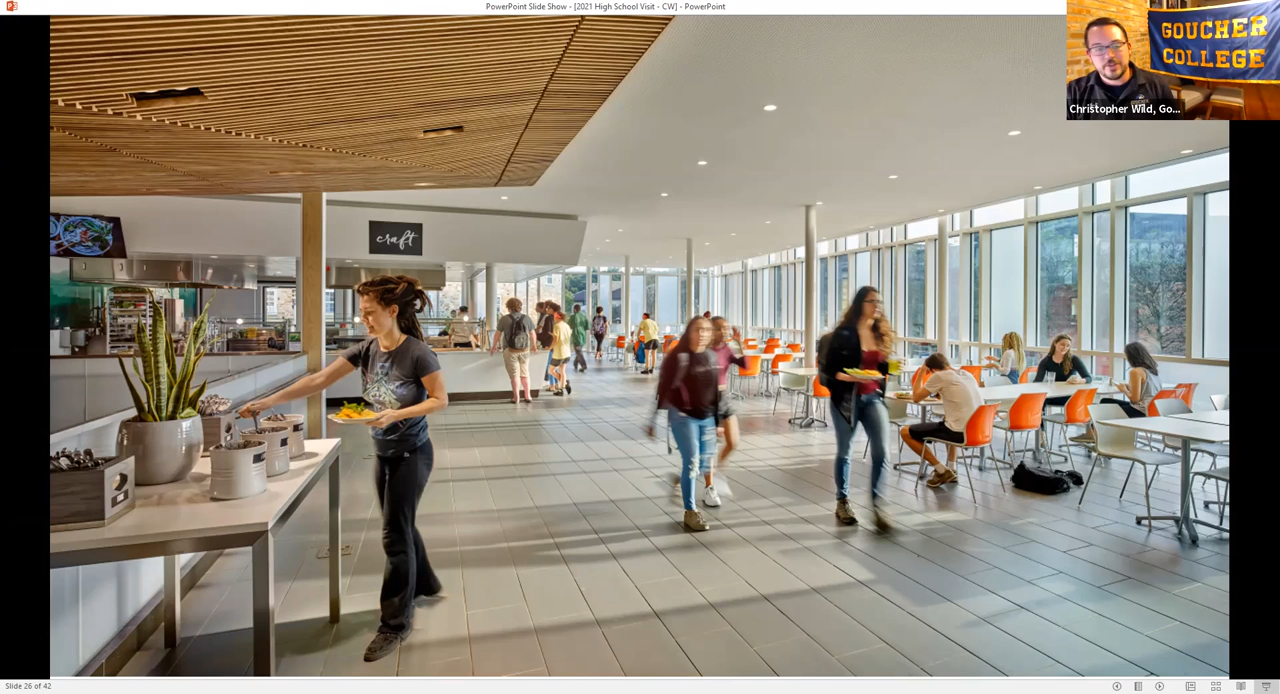 PowerPoint Slide Show - [2021 High School Visit - CW] - PowerPoint
GOUCHER
COLLEGE
Christopher Wild, Go...
craft
Slide 26 of 42